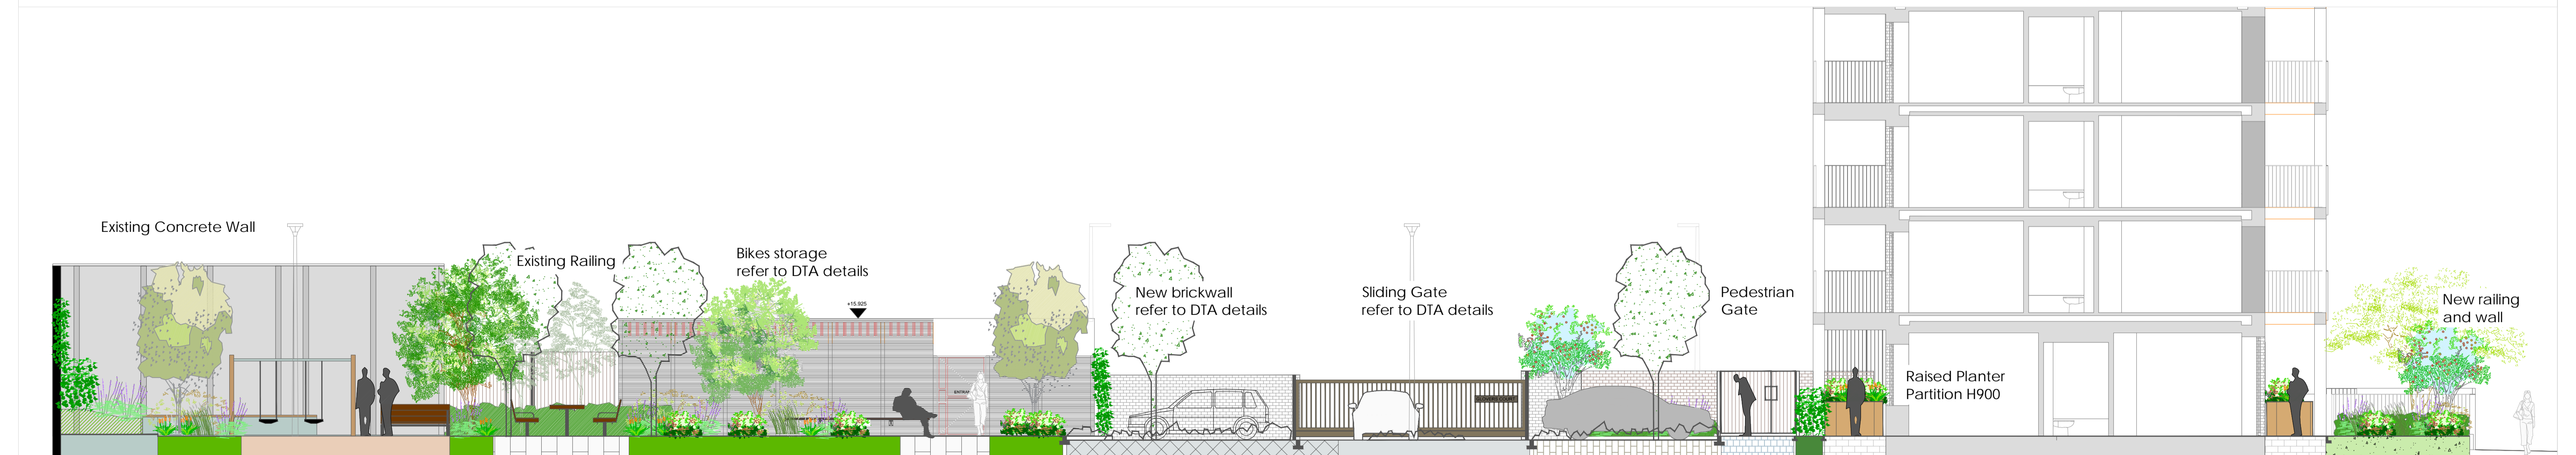 Existing Concrete Wall
Existing Railing
Bikes storage
refer to DTA details
+15.925
New brickwall
refer to DTA details
Sliding Gate
refer to DTA details
Pedestrian
Gate
Raised Planter
Partition H900
New railing
and wall